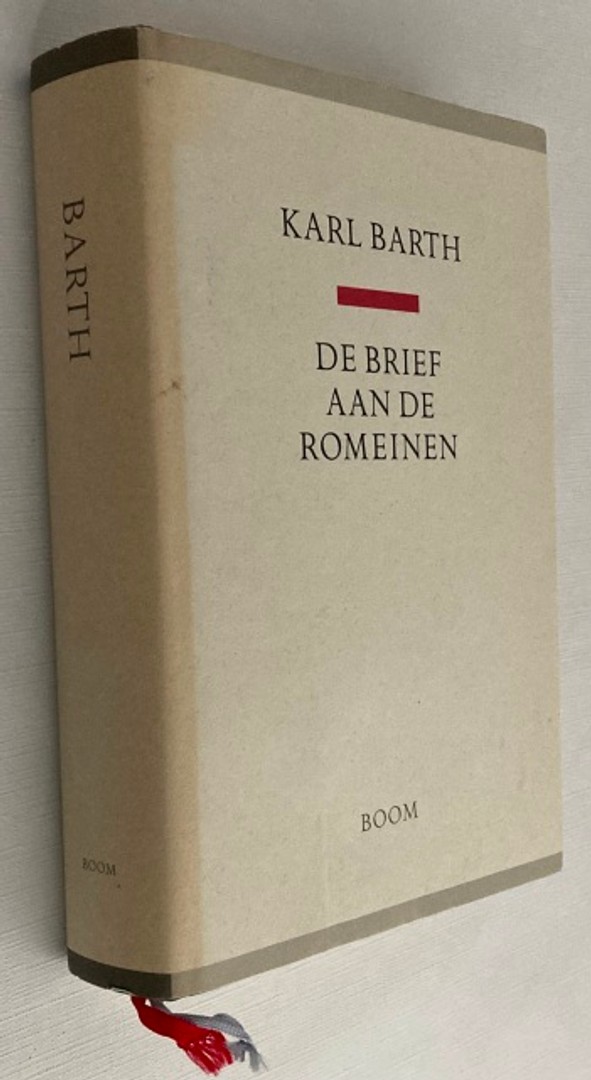 BARTH
BOOM
KARL BARTH
DE BRIEF
AAN DE
ROMEINEN
BOOM